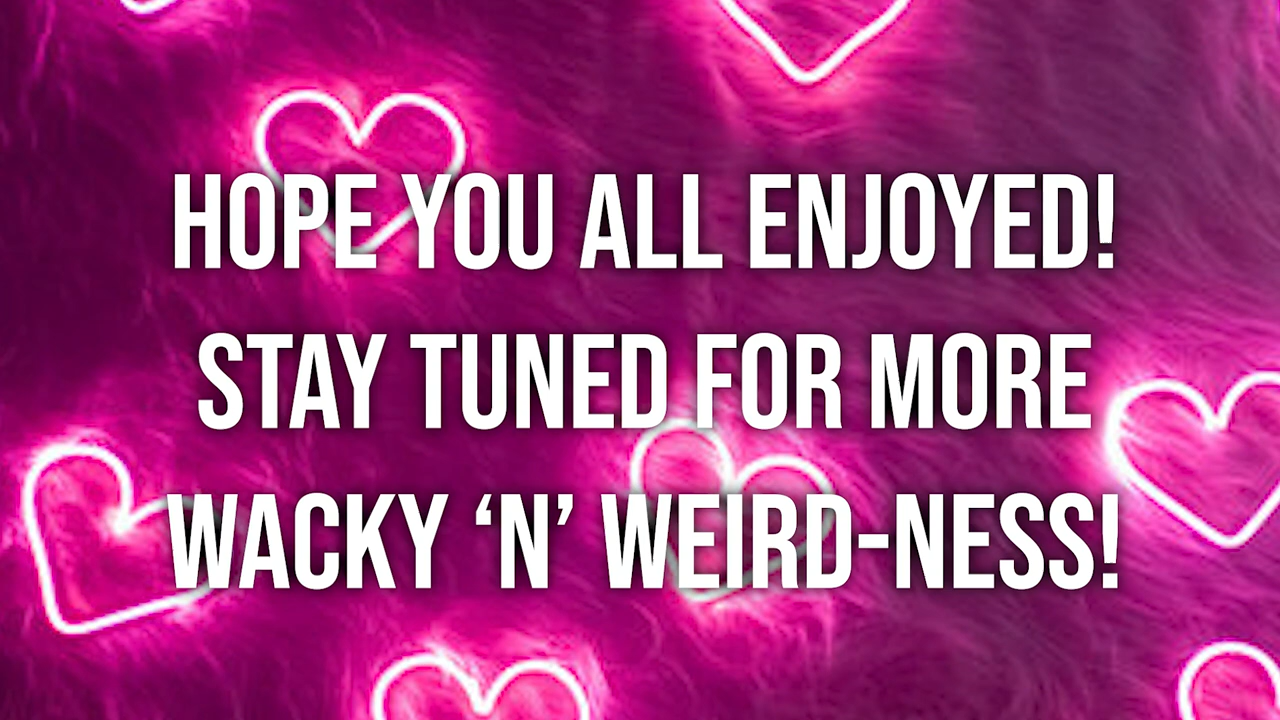 HOPE YOU ALL ENJOYED!
STAY TUNED FOR MORE
WACKY ‘N’ WEIRD-NESS!